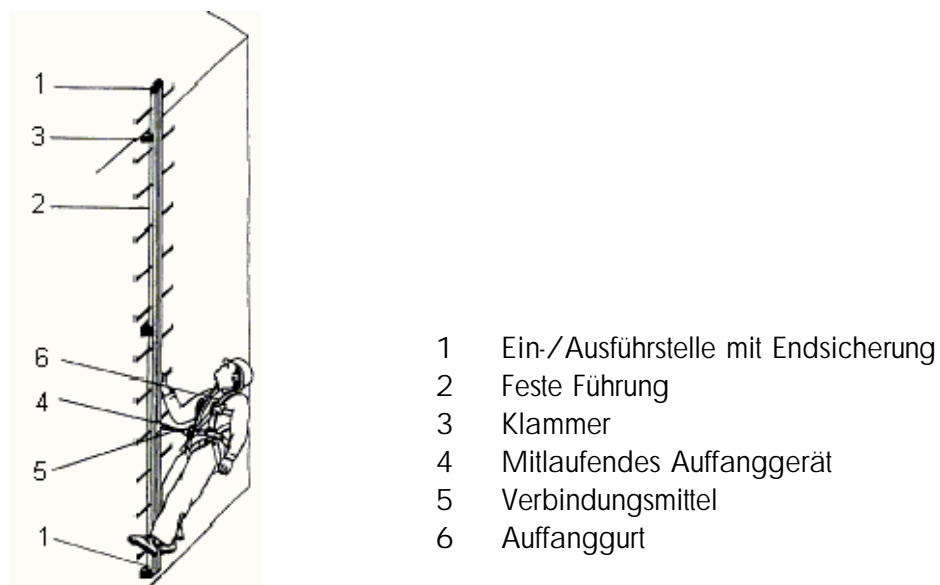 1
3
2
6
4
5
1
1 Ein-/Ausführstelle mit Endsicherung
2 Feste Führung
3 Klammer
4 Mitlaufendes Auffanggerät
5 Verbindungsmittel
6 Auffanggurt